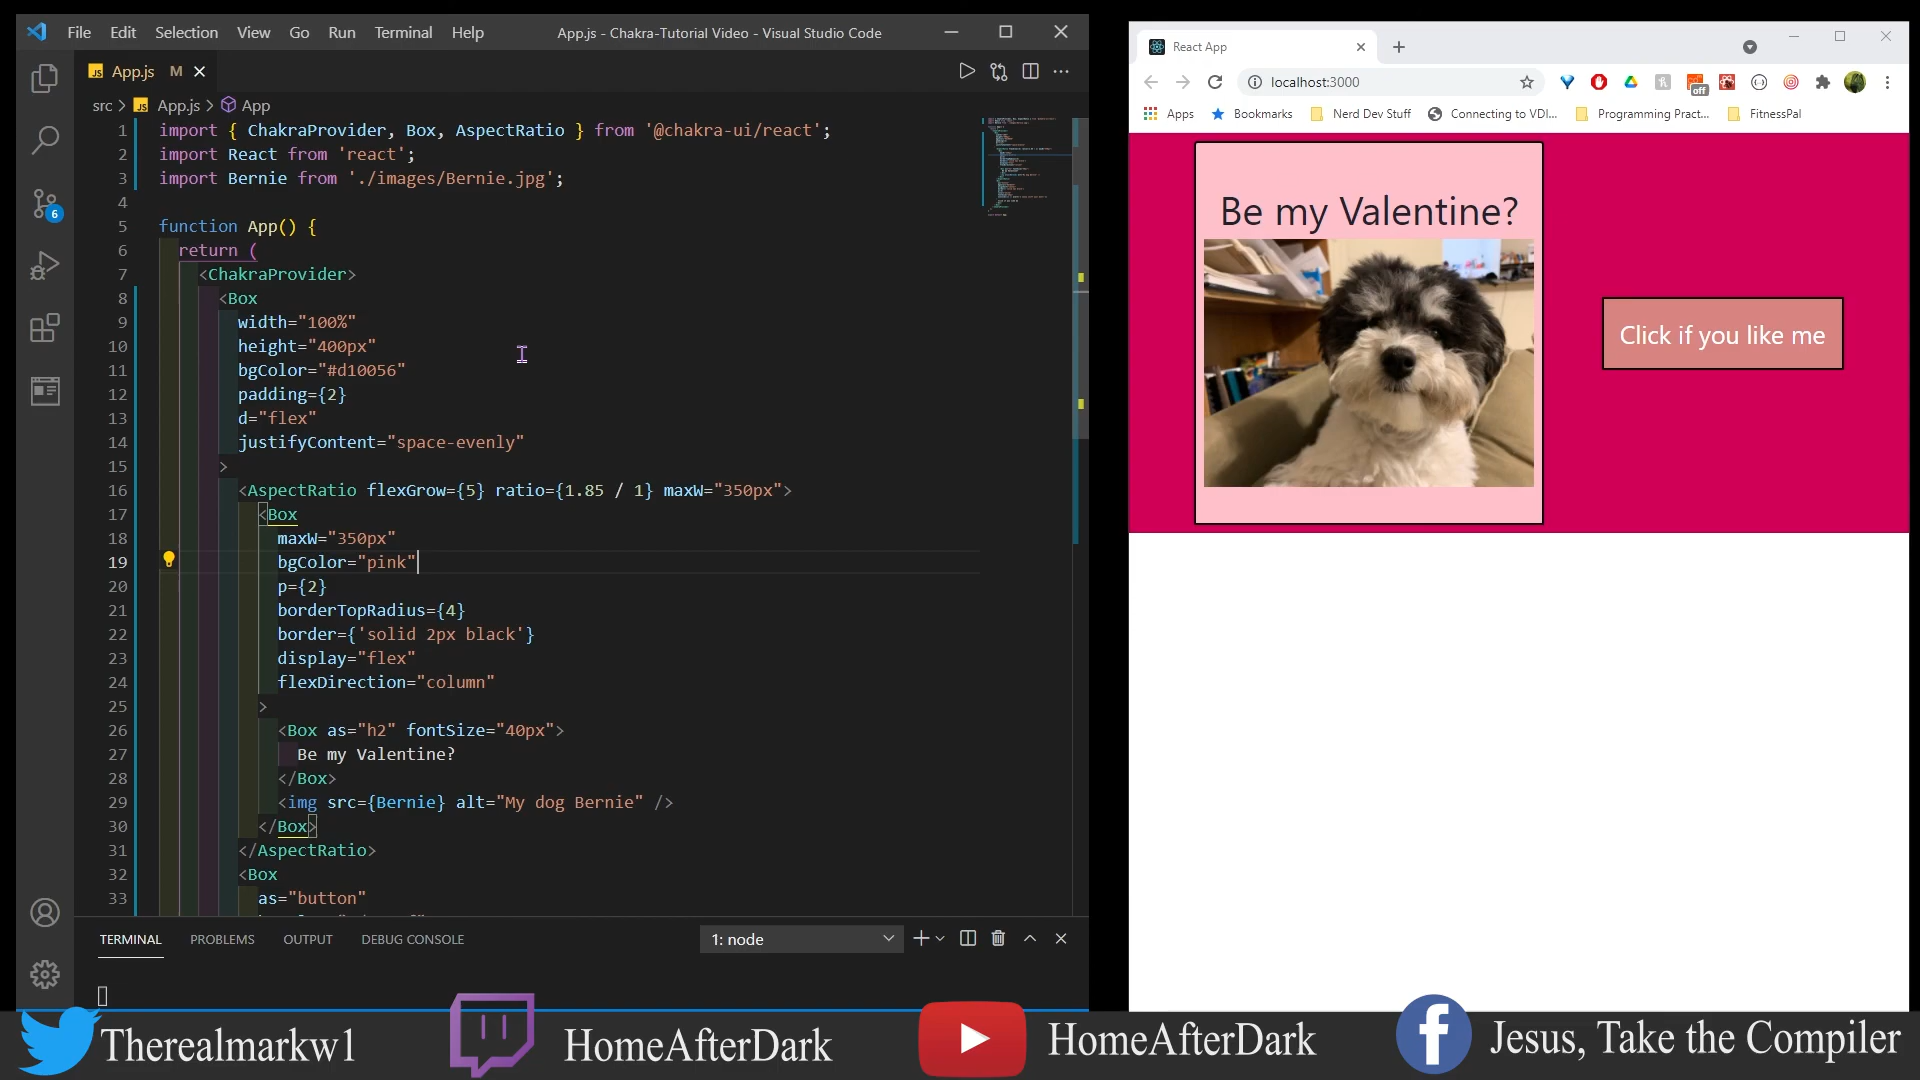 File Edit Selection View Go Run Terminal Help App.js - Chakra-Tutorial Video - Visual Studio Code
JS App.js M
src > JS App.js > App
1 import { ChakraProvider, Box, AspectRatio } from '@chakra-ui/react';
2 import React from 'react';
3 import Bernie from './images/Bernie.jpg';
4
5 function App() {
6 return (
7 <ChakraProvider>
8 <Box
9 width="100%"
10 height="400px"
11 bgColor="#d10056"
12 padding={2}
13 d="flex"
14 justifyContent="space-evenly"
15 >
16 <AspectRatio flexGrow={5} ratio={1.85 / 1} maxW="350px">
17 <Box
18 maxW="350px"
19 bgColor="pink"
20 p={2}
21 borderTopRadius={4}
22 border={'solid 2px black'}
23 display="flex"
24 flexDirection="column"
25 >
26 <Box as="h2" fontSize="40px">
27 Be my Valentine?
28 </Box>
29 <img src={Bernie} alt="My dog Bernie" />
30 </Box>
31 </AspectRatio>
32 <Box
33 as="button"
6
TERMINAL PROBLEMS OUTPUT DEBUG CONSOLE 1: node
React App
localhost:3000
off
Apps Bookmarks Nerd Dev Stuff Connecting to VDI... Programming Pract... FitnessPal
Be my Valentine?
Click if you like me
Therealmarkw1 HomeAfterDark HomeAfterDark Jesus, Take the Compiler